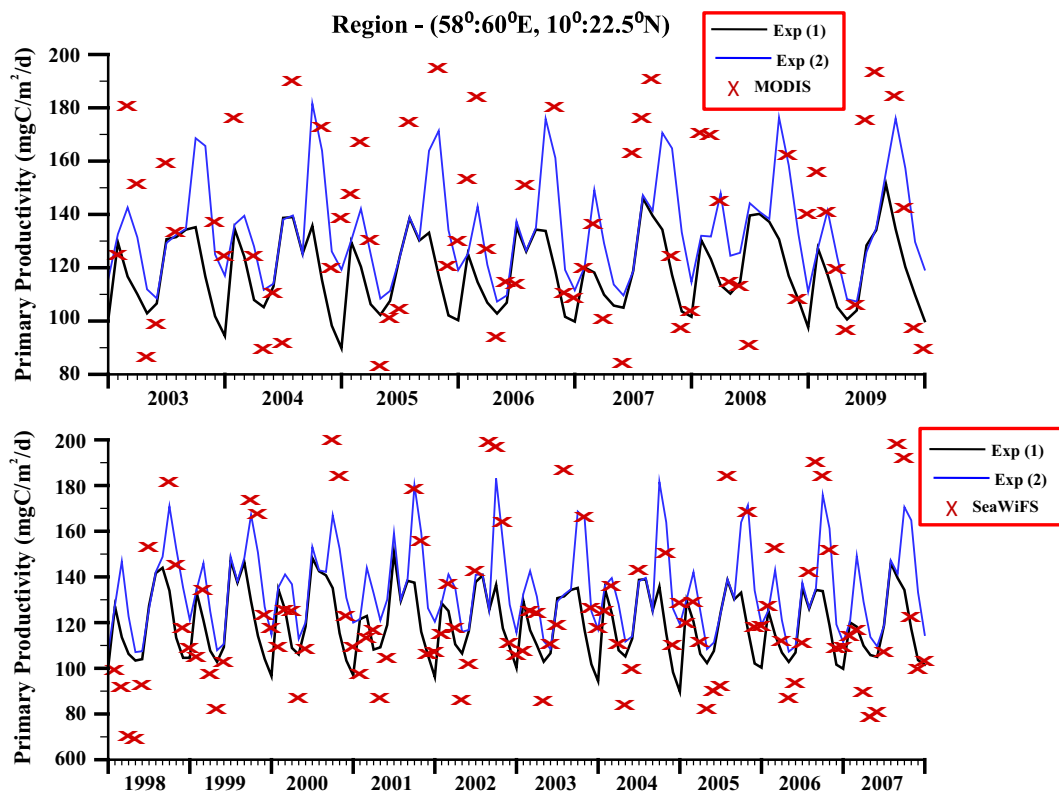 Region - (58⁰:60⁰E, 10⁰:22.5⁰N)
Exp (1)
Exp (2)
MODIS
Primary Productivity (mgC/m²/d)
200
180
160
140
120
100
80
2003 2004 2005 2006 2007 2008 2009
Exp (1)
Exp (2)
SeaWiFS
Primary Productivity (mgC/m²/d)
200
180
160
140
120
100
80
600
1998 1999 2000 2001 2002 2003 2004 2005 2006 2007